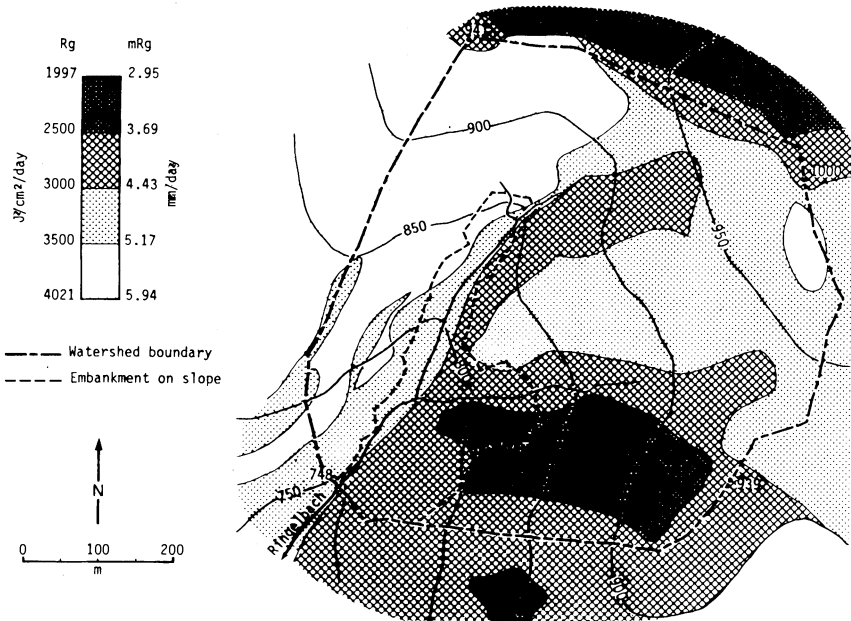 Rg mRg
1997 2.95
2500 3.69
3000 4.43
3500 5.17
4021 5.94
J/cm²/day
mm/day
Watershed boundary
Embankment on slope
N
0 100 200
m
900
1000
850
950
748
750
Ringelbach